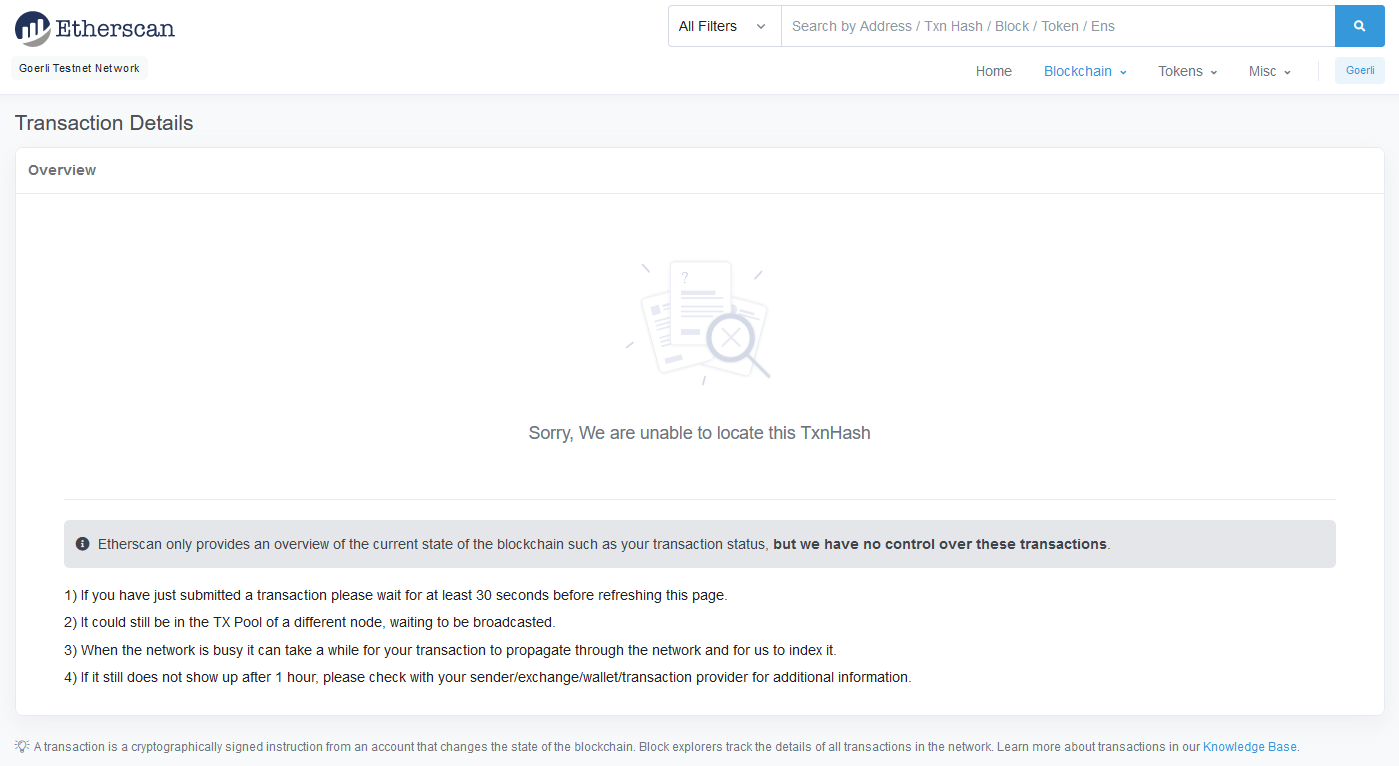 Etherscan
All Filters
Search by Address / Txn Hash / Block / Token / Ens
Goerli Testnet Network
Home
Blockchain
Tokens
Misc
Goerli
Transaction Details
Overview
?
Sorry, We are unable to locate this TxnHash
Etherscan only provides an overview of the current state of the blockchain such as your transaction status, but we have no control over these transactions.
1) If you have just submitted a transaction please wait for at least 30 seconds before refreshing this page.
2) It could still be in the TX Pool of a different node, waiting to be broadcasted.
3) When the network is busy it can take a while for your transaction to propagate through the network and for us to index it.
4) If it still does not show up after 1 hour, please check with your sender/exchange/wallet/transaction provider for additional information.
A transaction is a cryptographically signed instruction from an account that changes the state of the blockchain. Block explorers track the details of all transactions in the network. Learn more about transactions in our Knowledge Base.